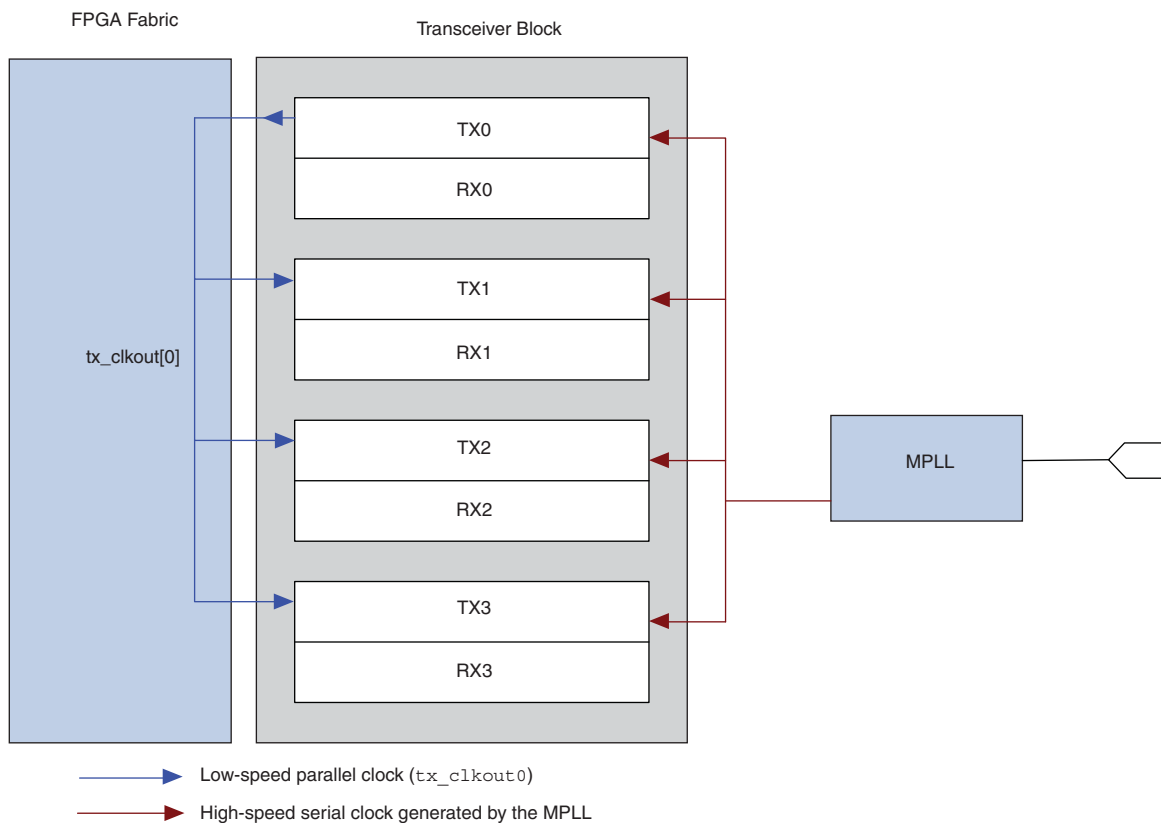 FPGA Fabric
Transceiver Block
TX0
RX0
TX1
RX1
tx_clkout[0]
TX2
RX2
MPLL
TX3
RX3
Low-speed parallel clock (tx_clkout0)
High-speed serial clock generated by the MPLL